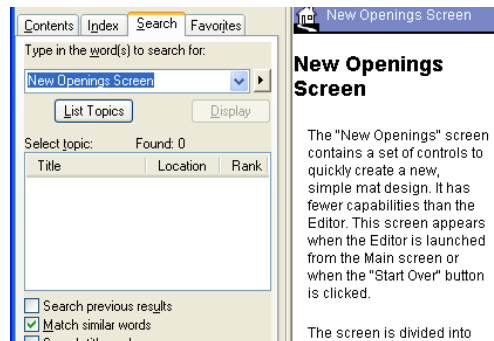 Contents Index Search Favorites
Type in the word(s) to search for:
New Openings Screen
List Topics Display
Select topic: Found: 0
Title Location Rank
Search previous results
Match similar words
New Openings Screen
New Openings
Screen
The "New Openings" screen
contains a set of controls to
quickly create a new,
simple mat design. It has
fewer capabilities than the
Editor. This screen appears
when the Editor is launched
from the Main screen or
when the "Start Over" button
is clicked.
The screen is divided into